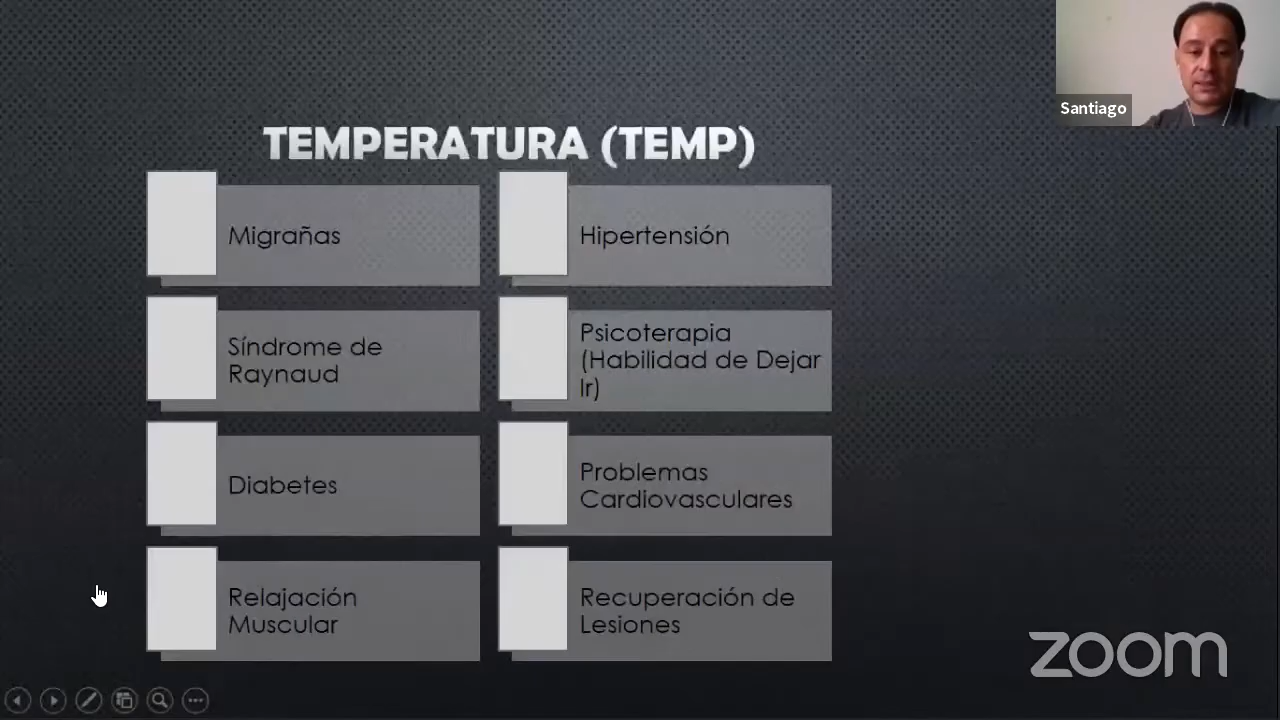 Santiago
TEMPERATURA (TEMP)
Migrañas
Hipertensión
Síndrome de
Raynaud
Psicoterapia
(Habilidad de Dejar
Ir)
Diabetes
Problemas
Cardiovasculares
Relajación
Muscular
Recuperación de
Lesiones
zoom